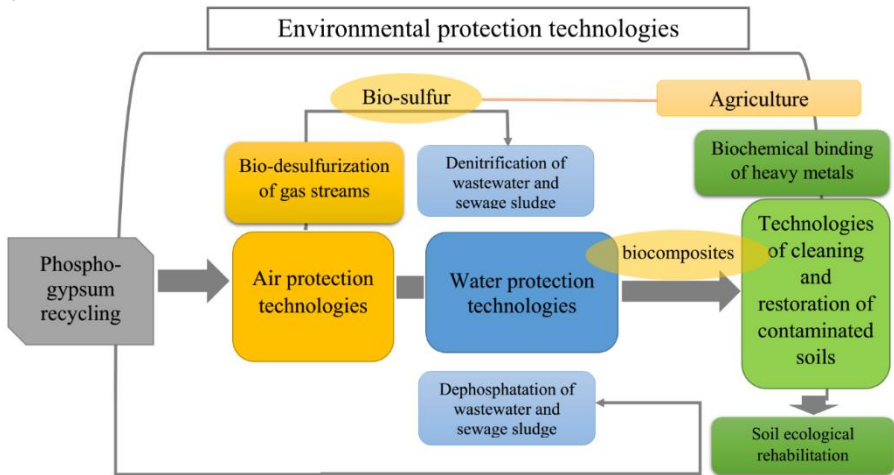 Environmental protection technologies
Bio-sulfur
Agriculture
Bio-desulfurization
of gas streams
Denitrification of
wastewater and
sewage sludge
Biochemical binding
of heavy metals
Phospho-
gypsum
recycling
Air protection
technologies
Water protection
technologies
biocomposites
Technologies
of cleaning
and
restoration of
contaminated
soils
Dephosphatation of
wastewater and
sewage sludge
Soil ecological
rehabilitation